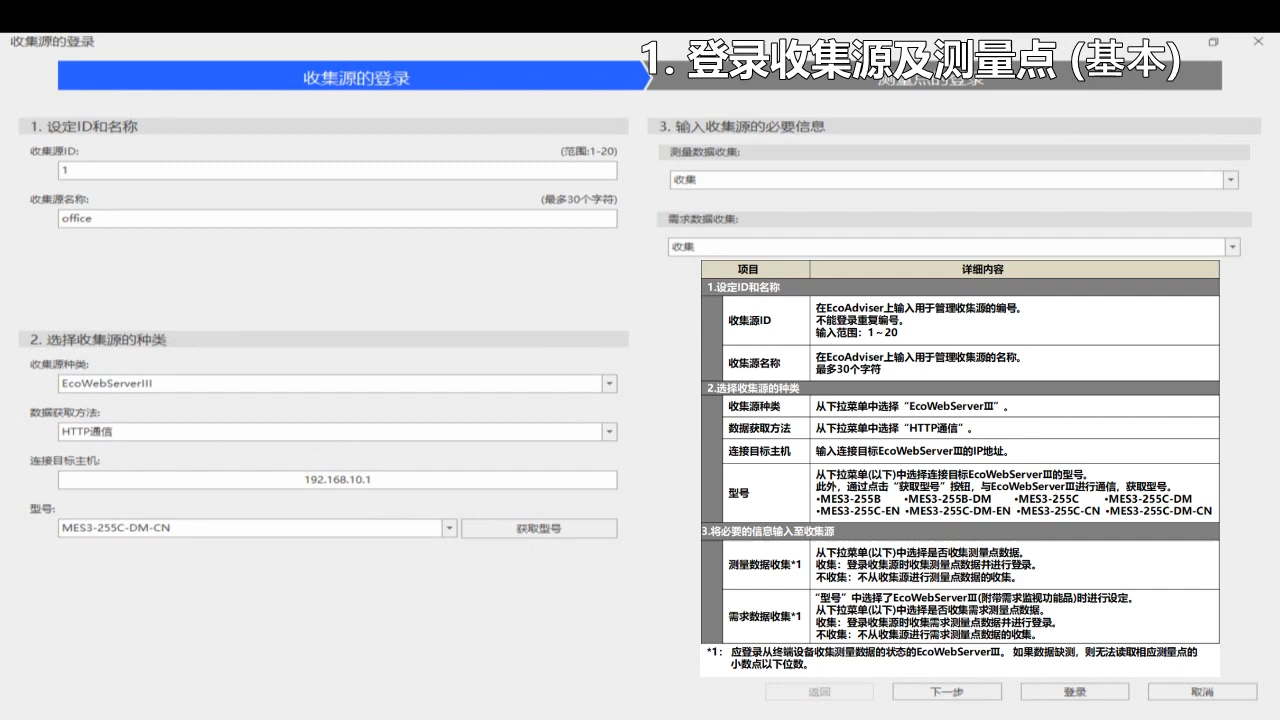 收集源的登录
1. 登录收集源及测量点 (基本)
收集源的登录
测量点的登录
1. 设定ID和名称
收集源ID:
(范围:1-20)
1
收集源名称:
(最多30个字符)
office
2. 选择收集源的种类
收集源种类:
EcoWebServerIII
数据获取方法:
HTTP通信
连接目标主机:
192.168.10.1
型号:
MES3-255C-DM-CN
获取型号
3. 输入收集源的必要信息
测量数据收集:
收集
需求数据收集:
收集
项目 详细内容
1.设定ID和名称
收集源ID
在EcoAdviser上输入用于管理收集源的编号。
不能登录重复编号。
输入范围：1～20
收集源名称
在EcoAdviser上输入用于管理收集源的名称。
最多30个字符
2.选择收集源的种类
收集源种类 从下拉菜单中选择“EcoWebServerⅢ”。
数据获取方法 从下拉菜单中选择“HTTP通信”。
连接目标主机 输入连接目标EcoWebServerⅢ的IP地址。
型号
从下拉菜单(以下)中选择连接目标EcoWebServerⅢ的型号。
此外，通过点击“获取型号”按钮，与EcoWebServerⅢ进行通信，获取型号。
•MES3-255B •MES3-255B-DM •MES3-255C •MES3-255C-DM
•MES3-255C-EN •MES3-255C-DM-EN •MES3-255C-CN •MES3-255C-DM-CN
3.将必要的信息输入至收集源
测量数据收集*1
从下拉菜单(以下)中选择是否收集测量点数据。
收集：登录收集源时收集测量点数据并进行登录。
不收集：不从收集源进行测量点数据的收集。
需求数据收集*1
“型号”中选择了EcoWebServerⅢ(附带需求监视功能品)时进行设定。
从下拉菜单(以下)中选择是否收集需求测量点数据。
收集：登录收集源时收集需求测量点数据并进行登录。
不收集：不从收集源进行需求测量点数据的收集。
*1： 应登录从终端设备收集测量数据的状态的EcoWebServerⅢ。 如果数据缺测，则无法读取相应测量点的
小数点以下位数。
返回
下一步
登录
取消